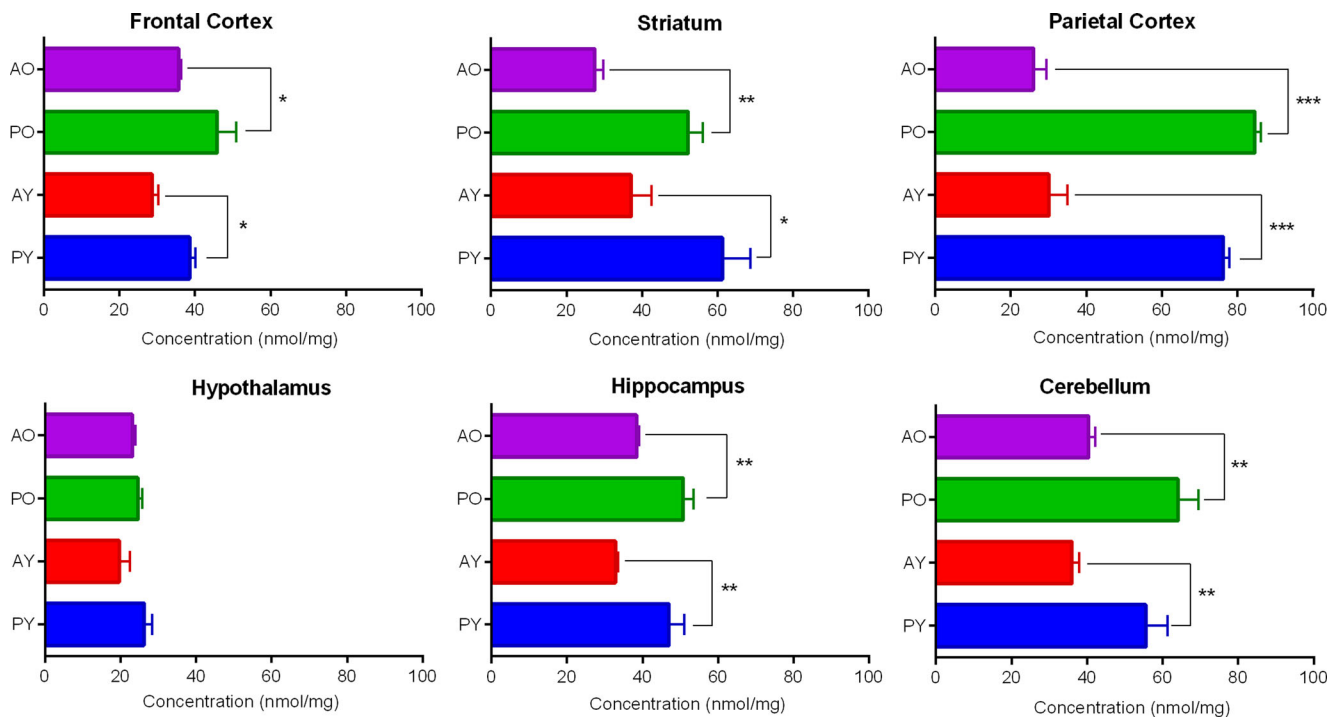 Frontal Cortex
AO
*
PO
AY
*
PY
0 20 40 60 80 100
Concentration (nmol/mg)
Striatum
AO
**
PO
AY
*
PY
0 20 40 60 80 100
Concentration (nmol/mg)
Parietal Cortex
AO
***
PO
AY
***
PY
0 20 40 60 80 100
Concentration (nmol/mg)
Hypothalamus
AO
PO
AY
PY
0 20 40 60 80 100
Concentration (nmol/mg)
Hippocampus
AO
**
PO
AY
**
PY
0 20 40 60 80 100
Concentration (nmol/mg)
Cerebellum
AO
**
PO
AY
**
PY
0 20 40 60 80 100
Concentration (nmol/mg)